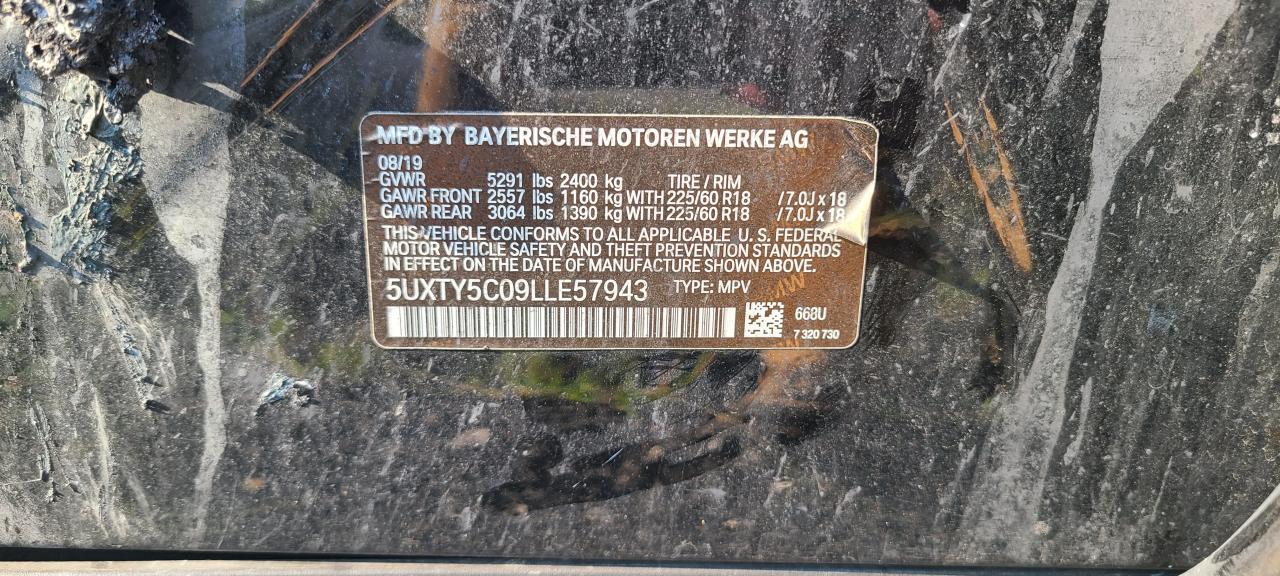 MFD BY BAYERISCHE MOTOREN WERKE AG
08/19
GVWR 5291 lbs 2400 kg TIRE / RIM
GAWR FRONT 2557 lbs 1160 kg WITH 225/60 R18 /7.0J x 18
GAWR REAR 3064 lbs 1390 kg WITH 225/60 R18 /7.0J x 18
THIS VEHICLE CONFORMS TO ALL APPLICABLE U. S. FEDERAL
MOTOR VEHICLE SAFETY AND THEFT PREVENTION STANDARDS
IN EFFECT ON THE DATE OF MANUFACTURE SHOWN ABOVE.
5UXTY5C09LLE57943 TYPE: MPV
668U
7 320 730